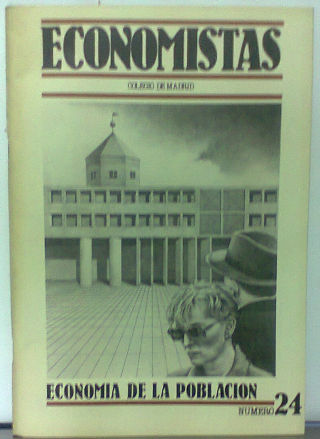 ECONOMISTAS
COLEGIO DE MADRID
ECONOMIA DE LA POBLACION
NUMERO 24